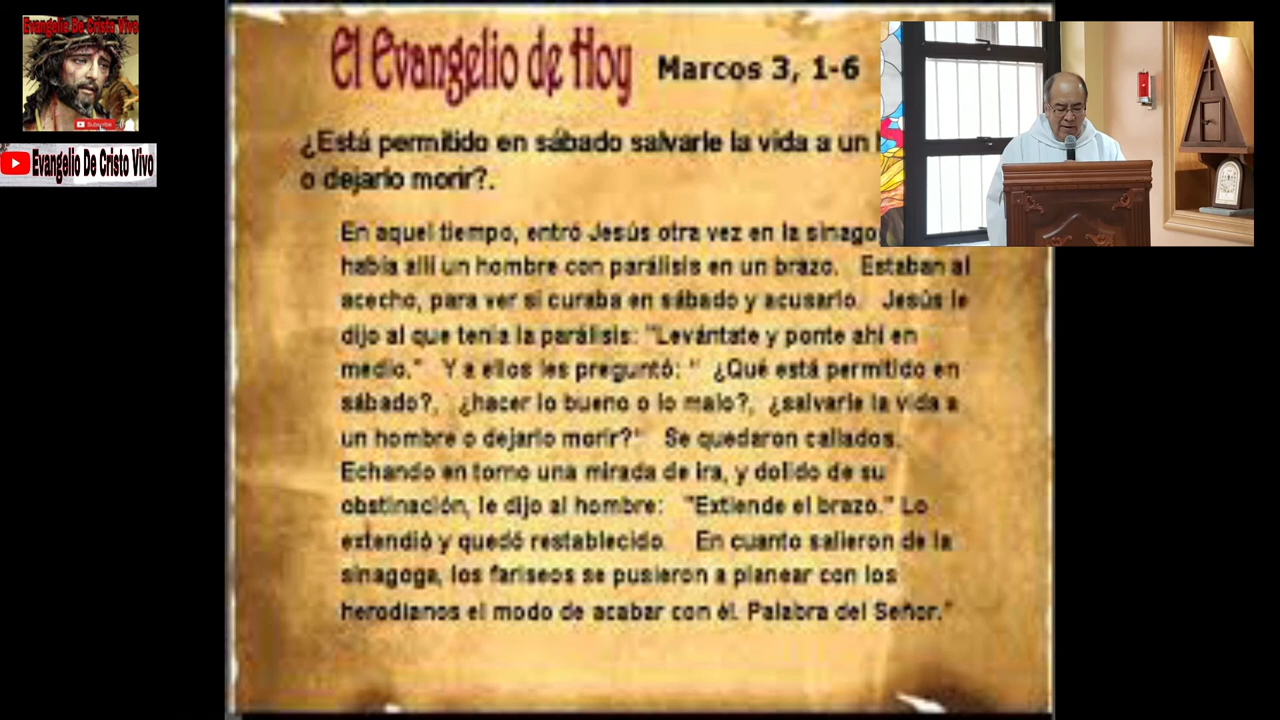 Evangelio De Cristo Vivo
Subscribe
Evangelio De Cristo Vivo
El Evangelio de Hoy
Marcos 3, 1-6
¿Está permitido en sábado salvarle la vida a un
o dejarlo morir?.
En aquel tiempo, entró Jesús otra vez en la sinago
había allí un hombre con parálisis en un brazo. Estaban al
acecho, para ver si curaba en sábado y acusarlo. Jesús le
dijo al que tenía la parálisis: "Levántate y ponte ahí en
medio." Y a ellos les preguntó: " ¿Qué está permitido en
sábado?, ¿hacer lo bueno o lo malo?, ¿salvarle la vida a
un hombre o dejarlo morir?" Se quedaron callados.
Echando en torno una mirada de ira, y dolido de su
obstinación, le dijo al hombre: "Extiende el brazo." Lo
extendió y quedó restablecido. En cuanto salieron de la
sinagoga, los fariseos se pusieron a planear con los
herodianos el modo de acabar con él. Palabra del Señor."